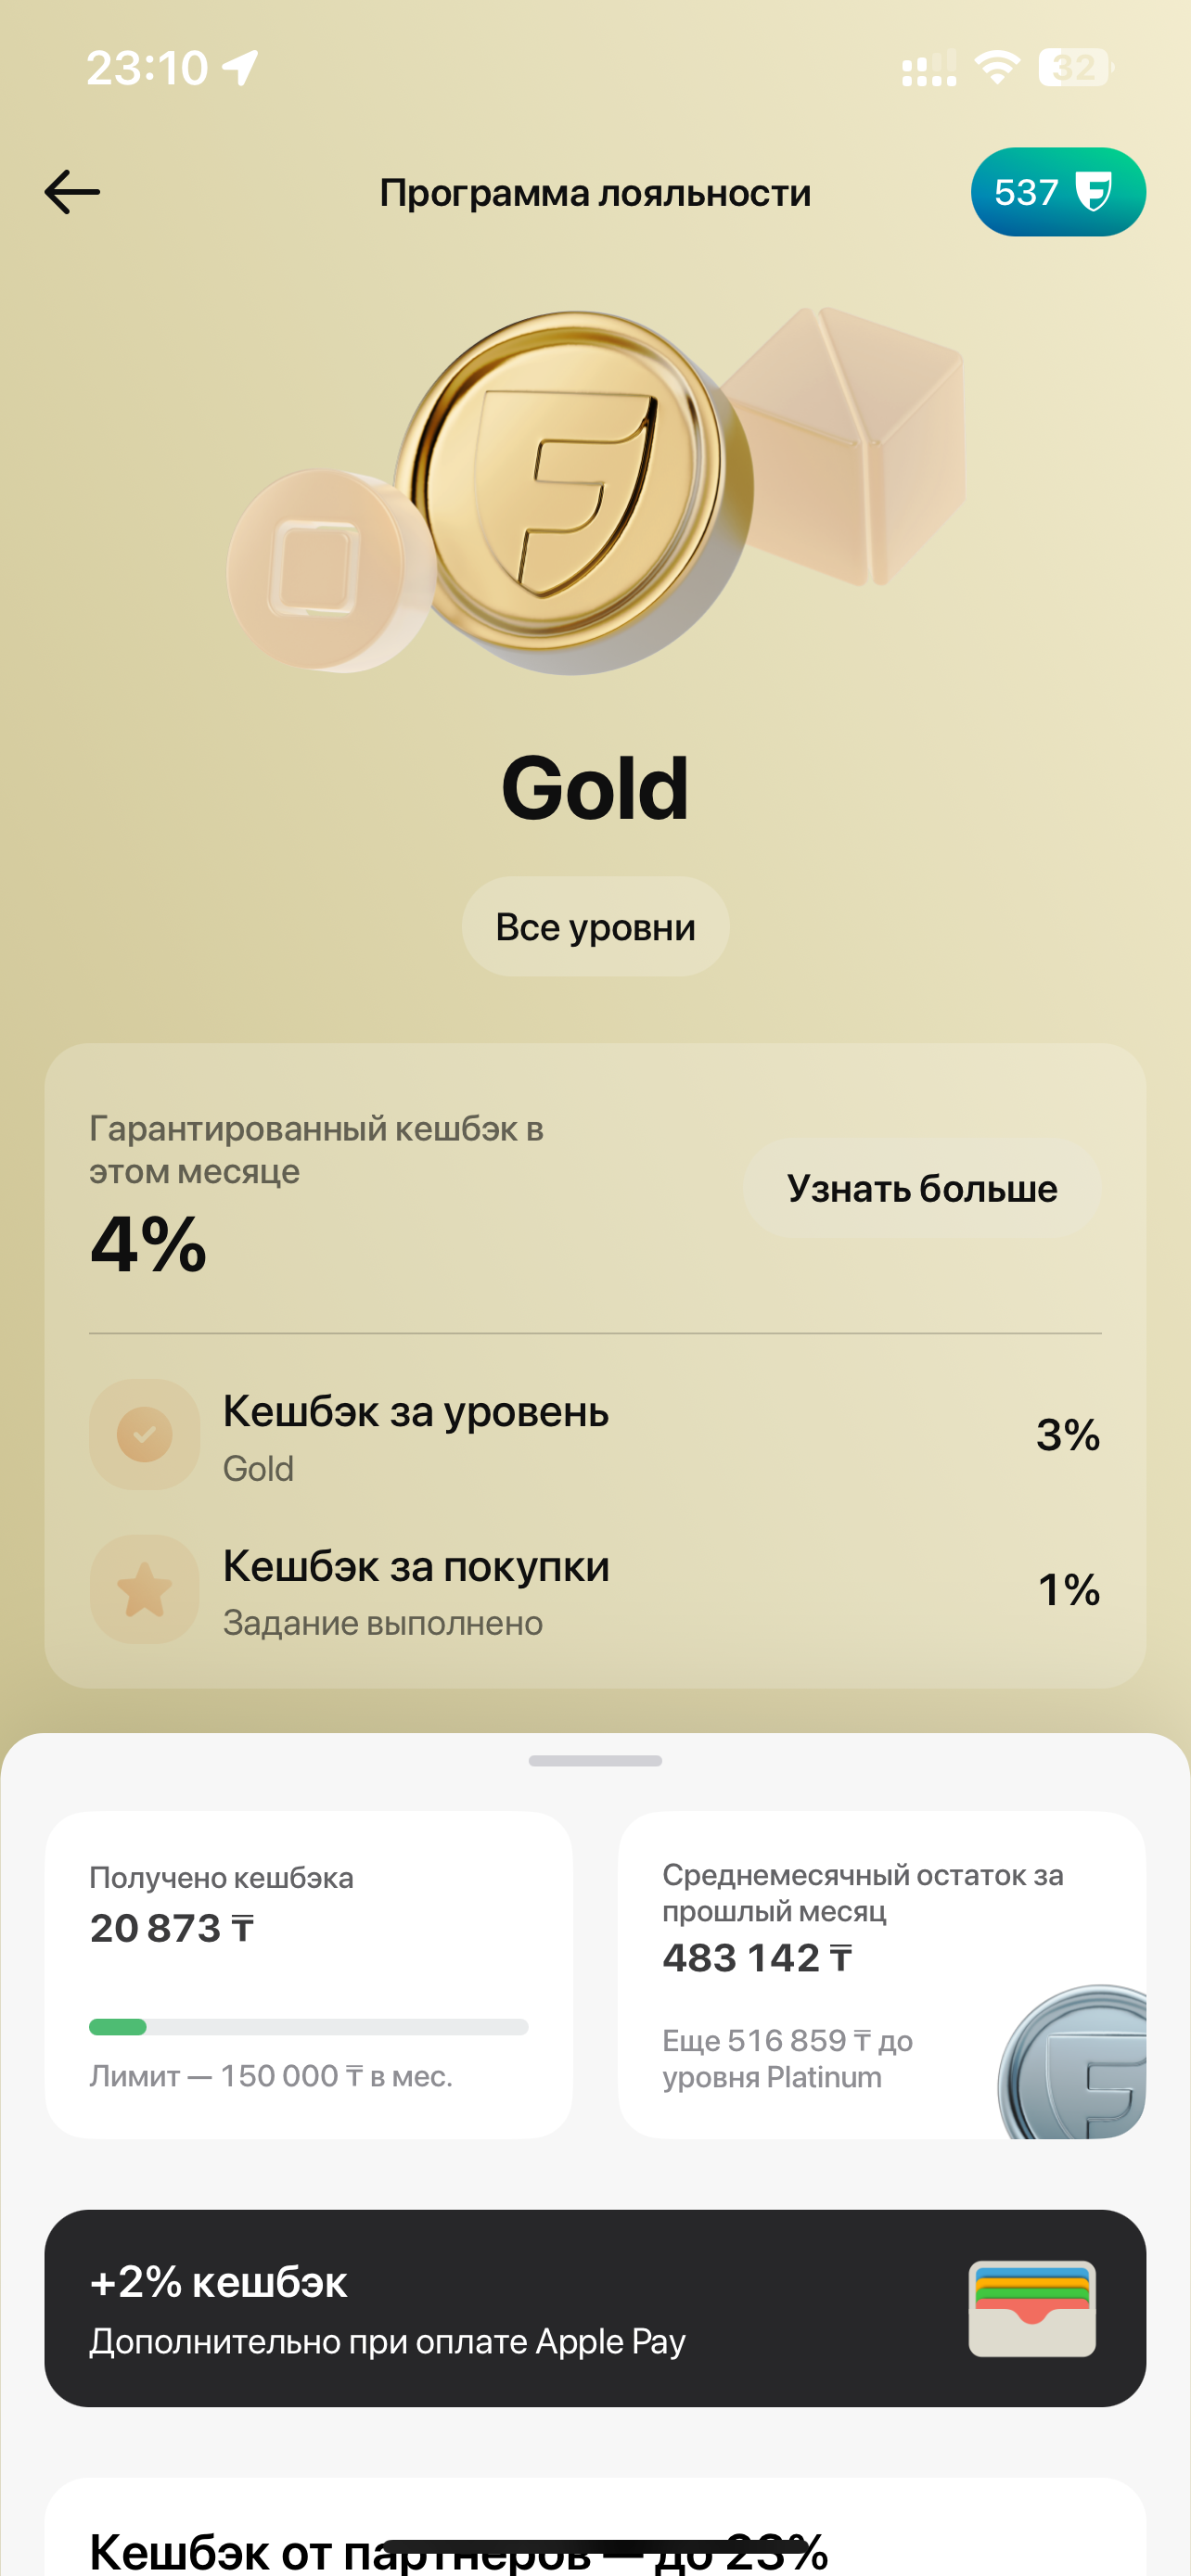 23:10
32
Программа лояльности
537
Gold
Все уровни
Гарантированный кешбэк в
этом месяце
4%
Узнать больше
Кешбэк за уровень
Gold
3%
Кешбэк за покупки
Задание выполнено
1%
Получено кешбэка
20 873 ₸
Лимит — 150 000 ₸ в мес.
Среднемесячный остаток за
прошлый месяц
483 142 ₸
Еще 516 859 ₸ до
уровня Platinum
+2% кешбэк
Дополнительно при оплате Apple Pay
Кешбэк от партнеров — до 23%